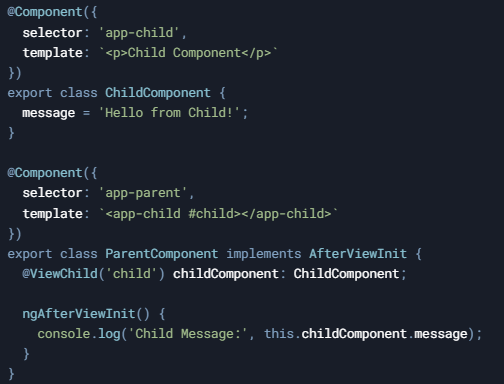 @Component({
  selector: 'app-child',
  template: `<p>Child Component</p>`
})
export class ChildComponent {
  message = 'Hello from Child!';
}

@Component({
  selector: 'app-parent',
  template: `<app-child #child></app-child>`
})
export class ParentComponent implements AfterViewInit {
  @ViewChild('child') childComponent: ChildComponent;

  ngAfterViewInit() {
    console.log('Child Message:', this.childComponent.message);
  }
}